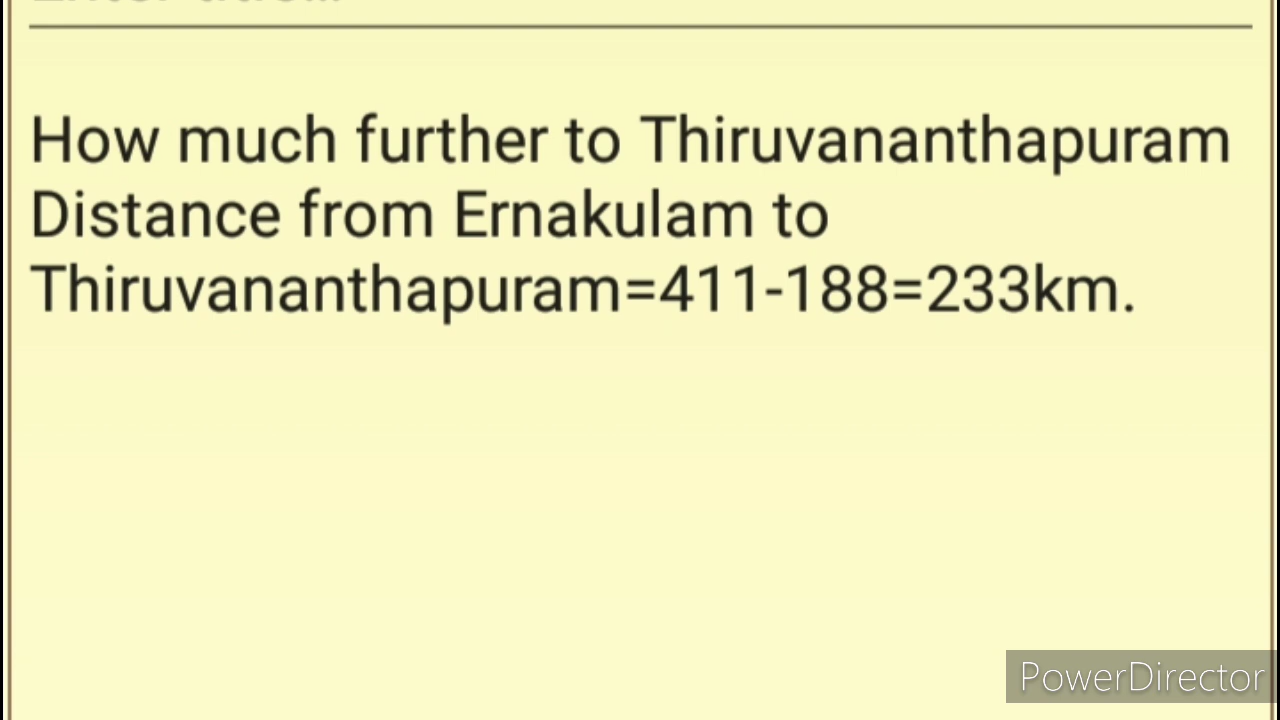 How much further to Thiruvananthapuram
Distance from Ernakulam to
Thiruvananthapuram=411-188=233km.
PowerDirector